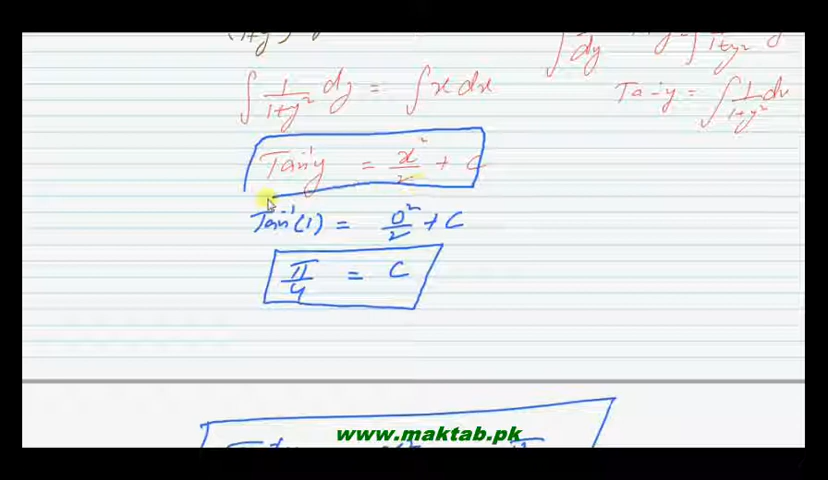 ∫ 1/(1+y²) dy = ∫ x dx
Tan⁻¹y = x²/2 + C
Tan⁻¹(1) = 0²/2 + C
π/4 = C
Tan⁻¹y = ∫ 1/(1+y²) dx
www.maktab.pk